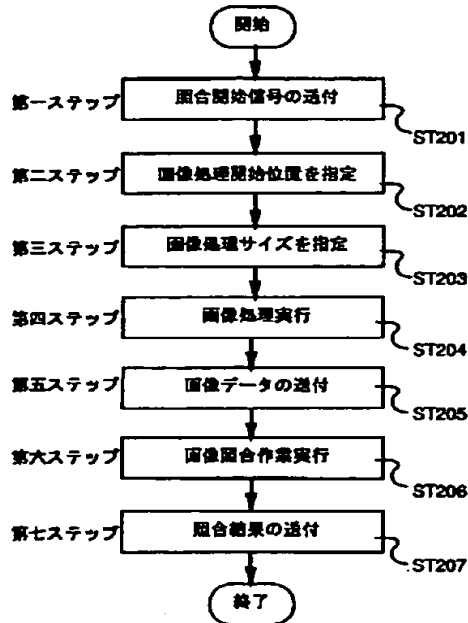 開始
第一ステップ 照合開始信号の送付 ST201
第二ステップ 画像処理開始位置を指定 ST202
第三ステップ 画像処理サイズを指定 ST203
第四ステップ 画像処理実行 ST204
第五ステップ 画像データの送付 ST205
第六ステップ 画像照合作業実行 ST206
第七ステップ 照合結果の送付 ST207
終了